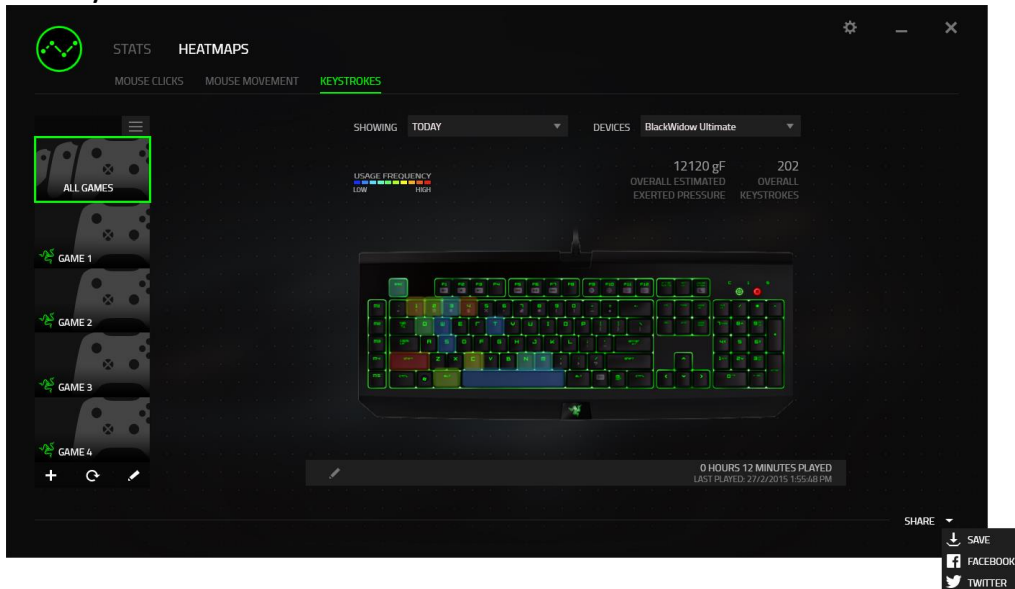 STATS HEATMAPS
MOUSE CLICKS MOUSE MOVEMENT KEYSTROKES
SHOWING TODAY DEVICES BlackWidow Ultimate
USAGE FREQUENCY
LOW HIGH
12120 gF 202
OVERALL ESTIMATED OVERALL
EXERTED PRESSURE KEYSTROKES
ALL GAMES
GAME 1
GAME 2
GAME 3
GAME 4
0 HOURS 12 MINUTES PLAYED
LAST PLAYED: 27/2/2015 1:55:48 PM
SHARE
SAVE
FACEBOOK
TWITTER